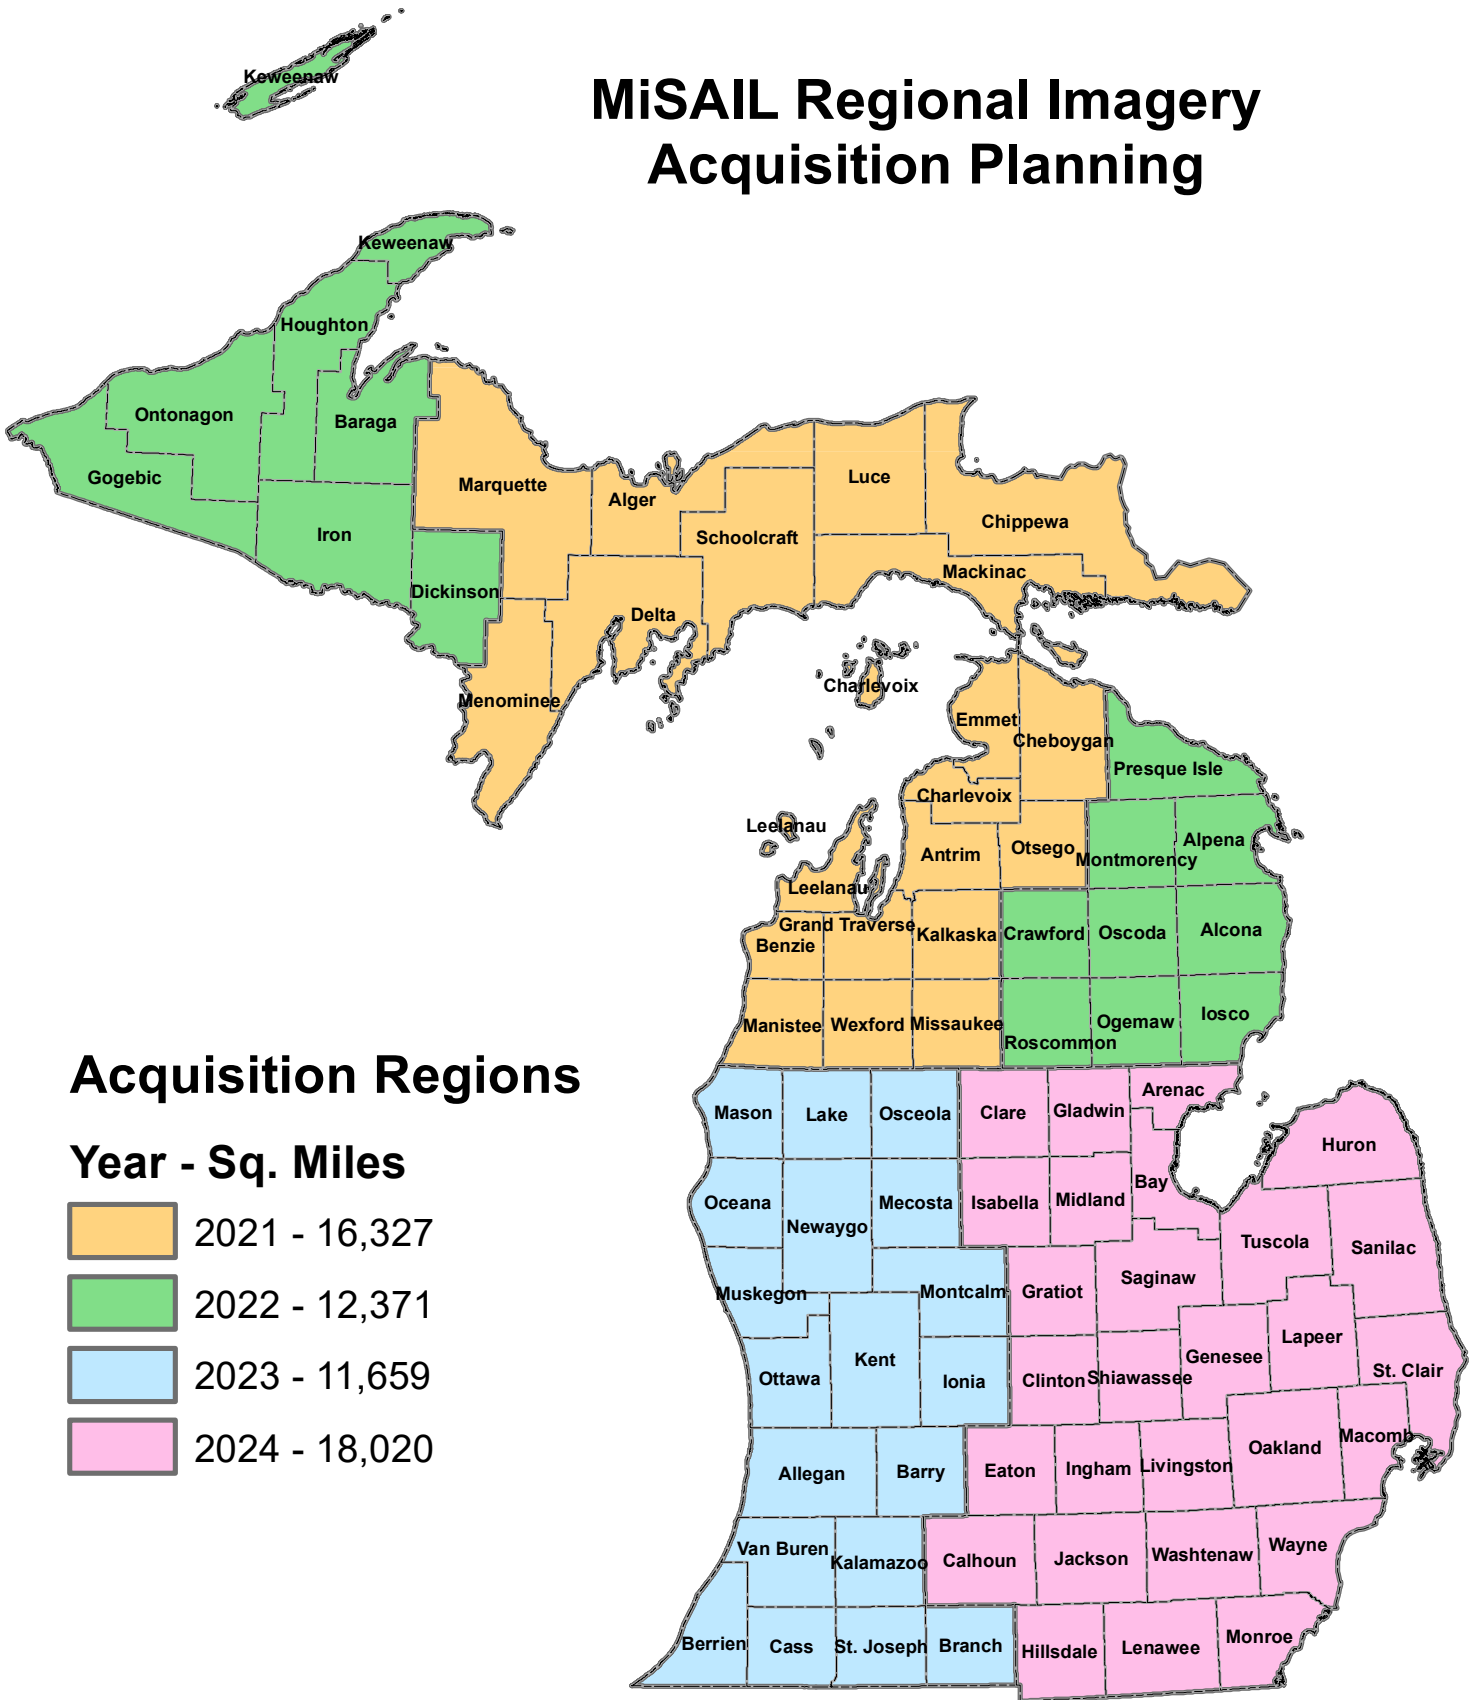 Keweenaw
MiSAIL Regional Imagery
Acquisition Planning
Keweenaw
Houghton
Ontonagon
Baraga
Gogebic
Marquette
Alger
Luce
Schoolcraft
Chippewa
Iron
Mackinac
Dickinson
Delta
Charlevoix
Menominee
Emmet
Cheboygan
Presque Isle
Charlevoix
Leelanau
Antrim
Otsego
Montmorency
Alpena
Leelanau
Grand Traverse
Benzie
Kalkaska
Crawford
Oscoda
Alcona
Manistee
Wexford
Missaukee
Roscommon
Ogemaw
Iosco
Acquisition Regions
Year - Sq. Miles
2021 - 16,327
2022 - 12,371
2023 - 11,659
2024 - 18,020
Mason
Lake
Osceola
Clare
Gladwin
Arenac
Huron
Oceana
Newaygo
Mecosta
Isabella
Midland
Bay
Tuscola
Sanilac
Muskegon
Montcalm
Gratiot
Saginaw
Lapeer
Ottawa
Kent
Ionia
Clinton
Shiawassee
Genesee
St. Clair
Allegan
Barry
Eaton
Ingham
Livingston
Oakland
Macomb
Van Buren
Kalamazoo
Calhoun
Jackson
Washtenaw
Wayne
Berrien
Cass
St. Joseph
Branch
Hillsdale
Lenawee
Monroe